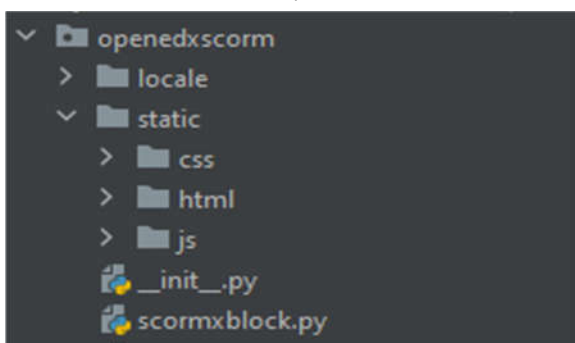 openedxscorm
locale
static
css
html
js
__init__.py
scormxblock.py